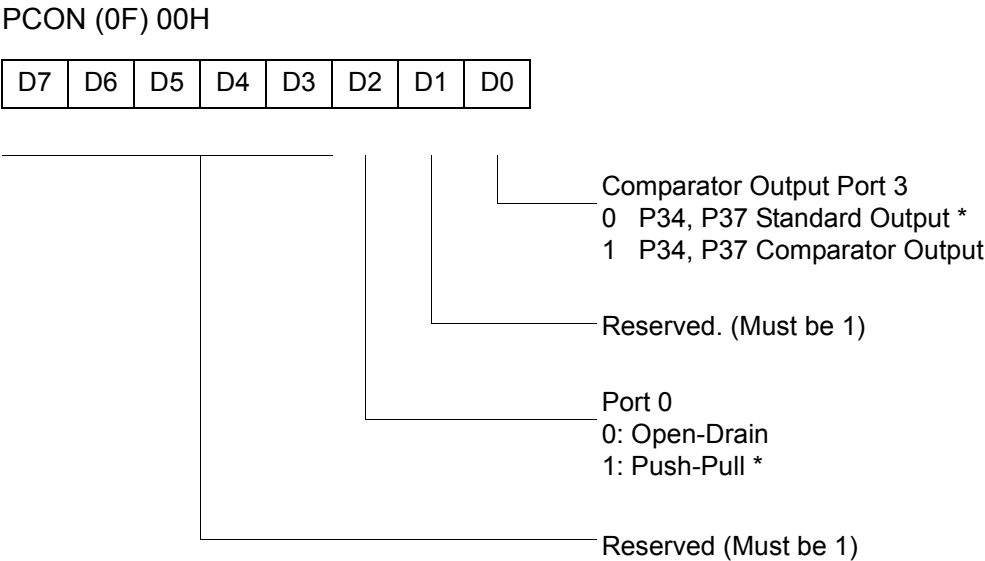 PCON (0F) 00H
D7 D6 D5 D4 D3 D2 D1 D0
Comparator Output Port 3
0 P34, P37 Standard Output *
1 P34, P37 Comparator Output
Reserved. (Must be 1)
Port 0
0: Open-Drain
1: Push-Pull *
Reserved (Must be 1)